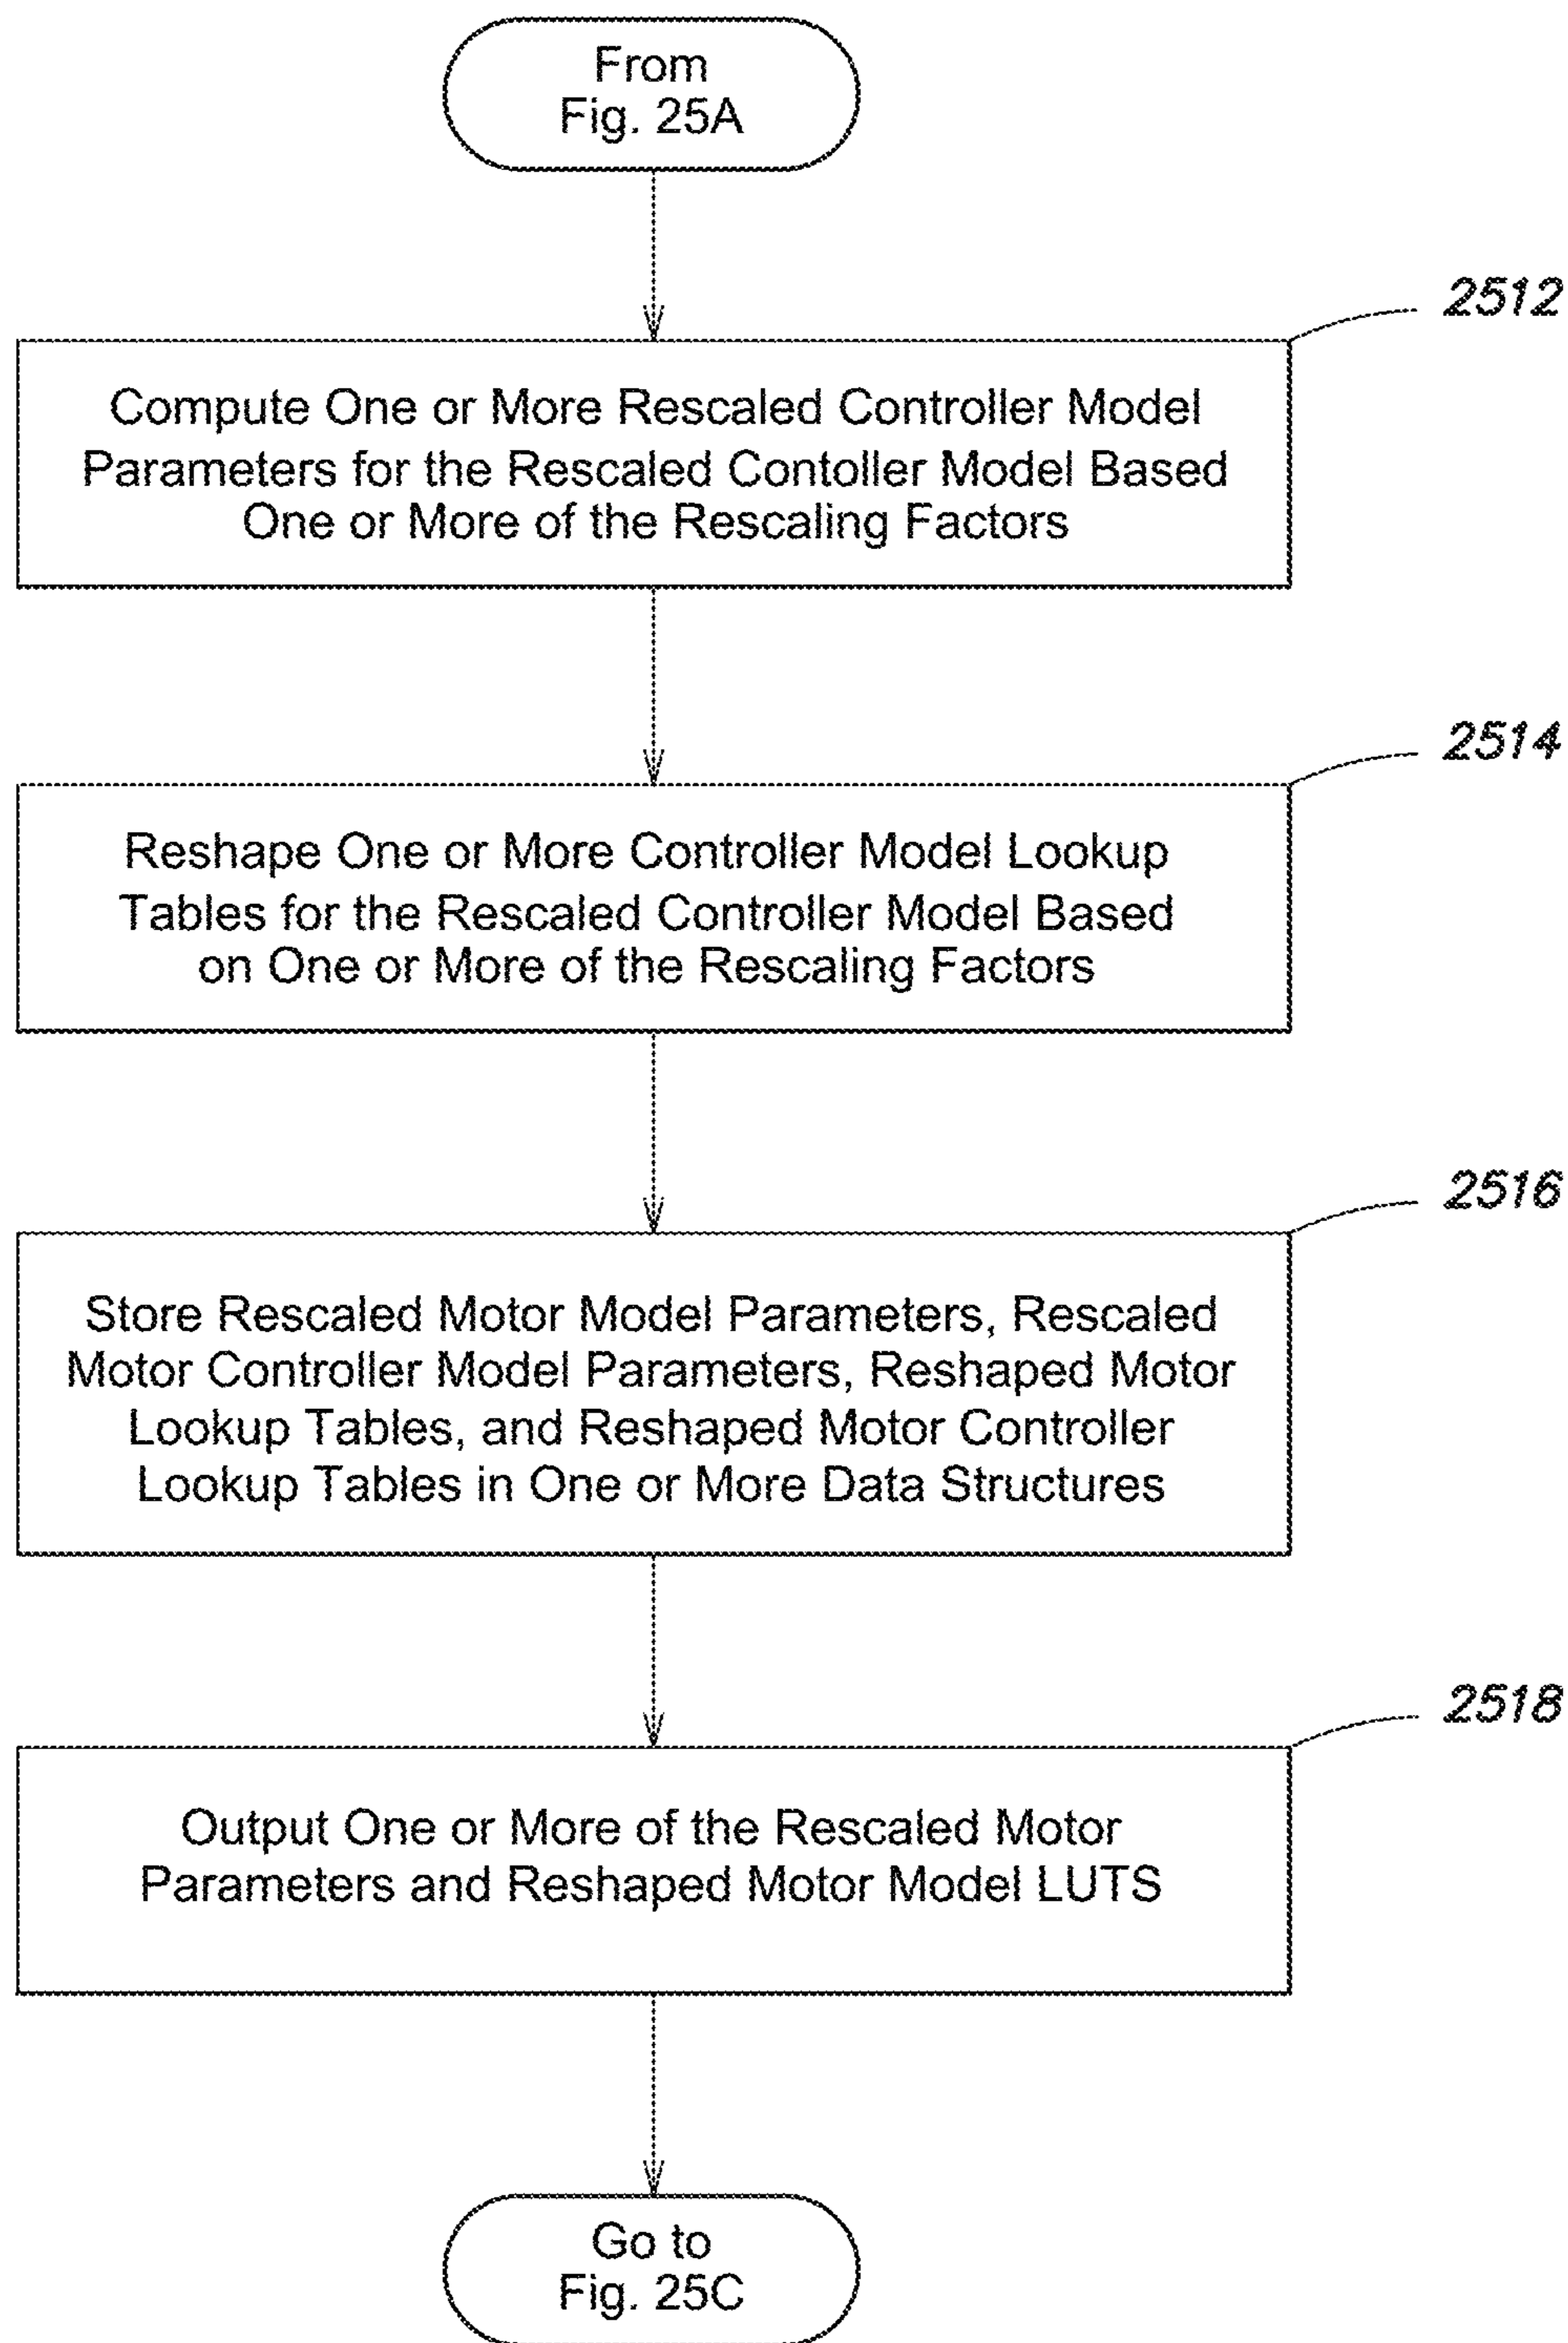 From
Fig. 25A
2512
Compute One or More Rescaled Controller Model
Parameters for the Rescaled Contoller Model Based
One or More of the Rescaling Factors
2514
Reshape One or More Controller Model Lookup
Tables for the Rescaled Controller Model Based
on One or More of the Rescaling Factors
2516
Store Rescaled Motor Model Parameters, Rescaled
Motor Controller Model Parameters, Reshaped Motor
Lookup Tables, and Reshaped Motor Controller
Lookup Tables in One or More Data Structures
2518
Output One or More of the Rescaled Motor
Parameters and Reshaped Motor Model LUTS
Go to
Fig. 25C